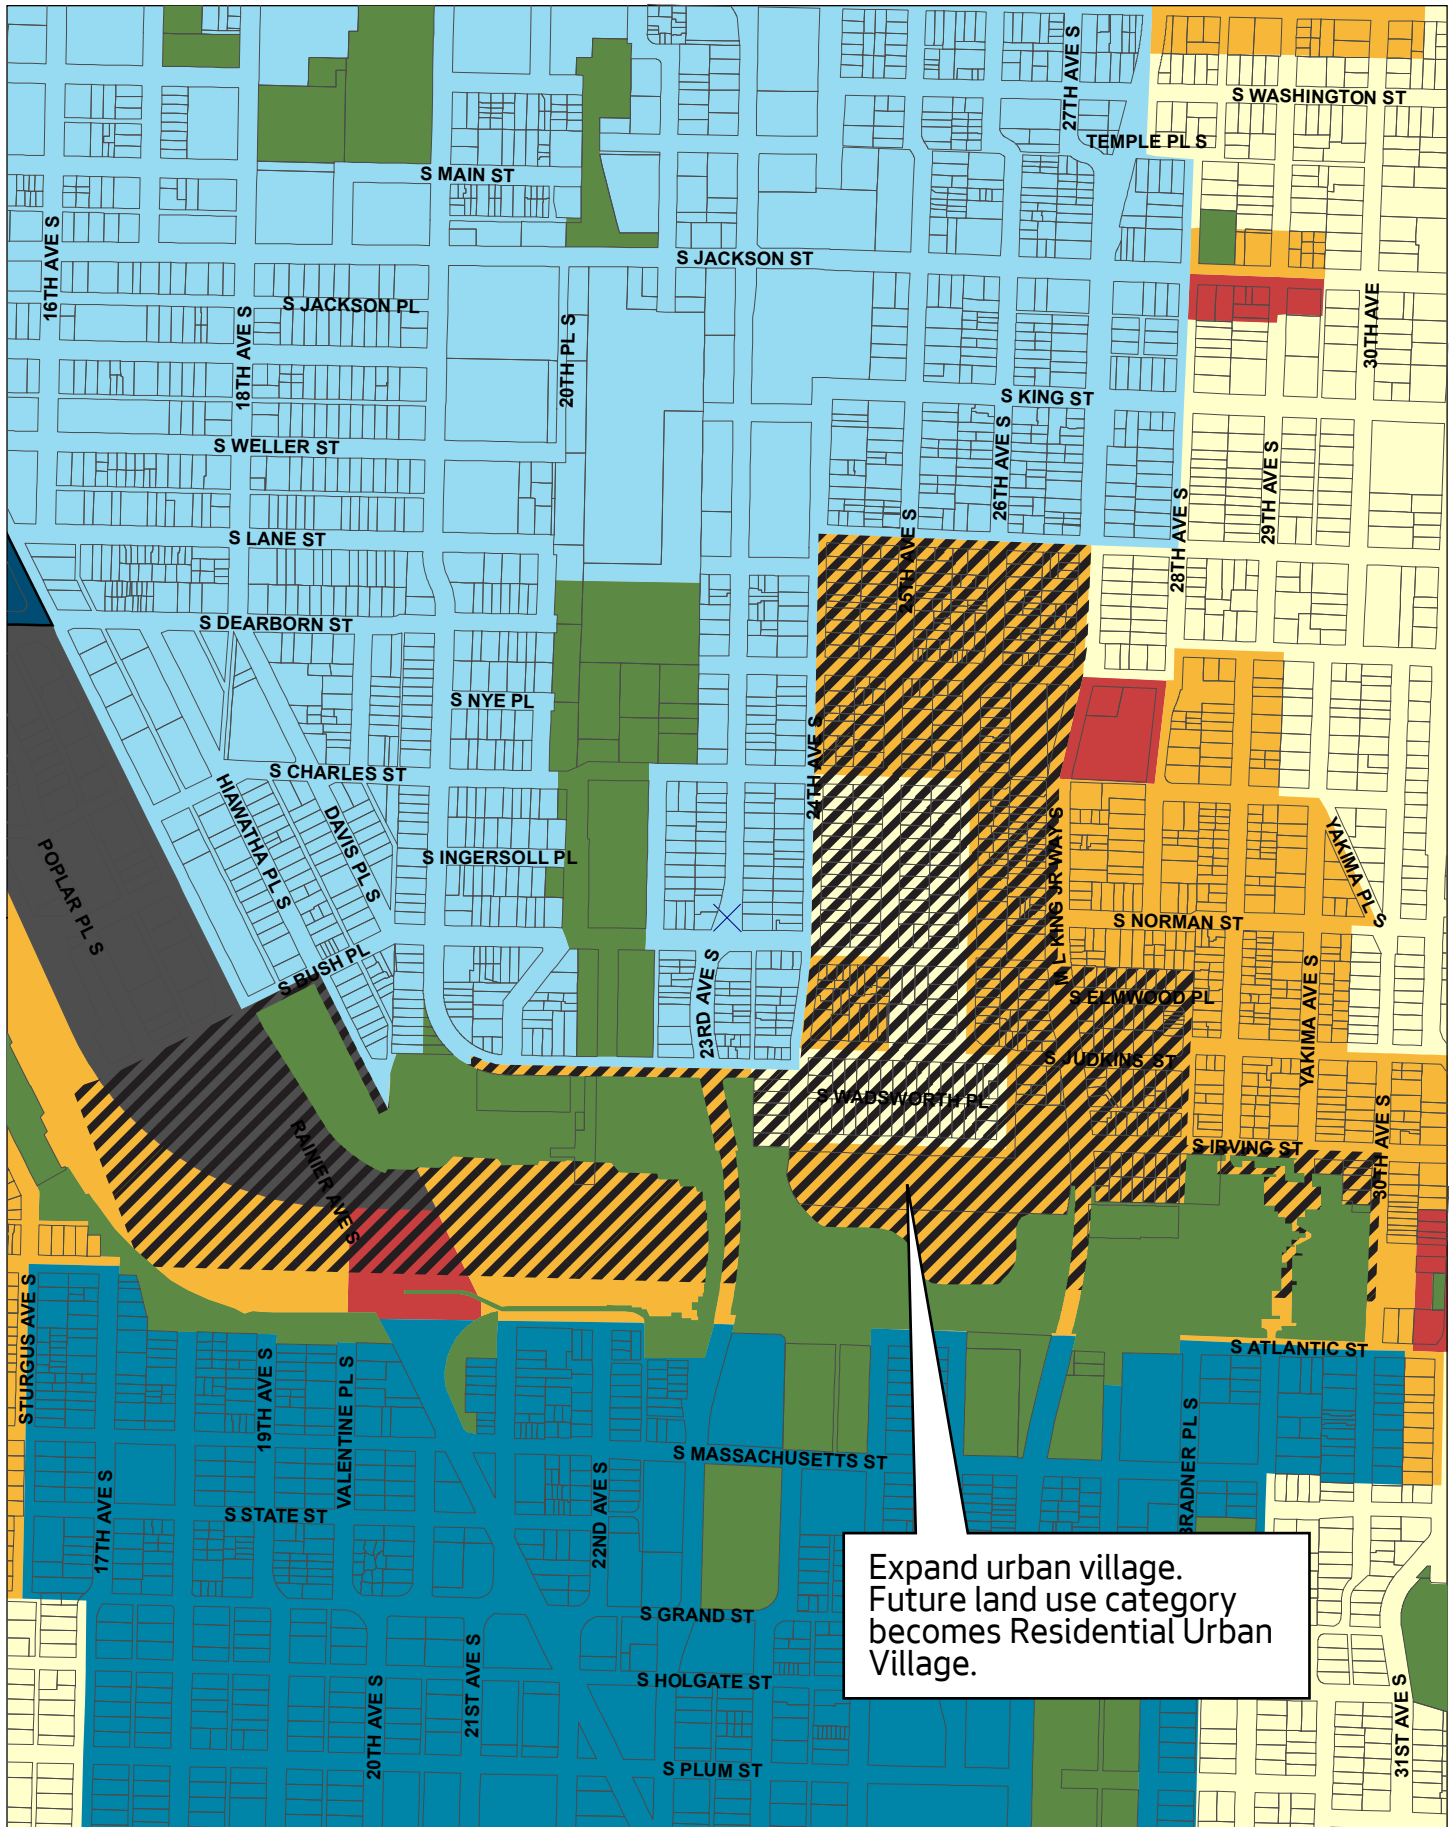 27TH AVE S
S WASHINGTON ST
TEMPLE PL S
S MAIN ST
16TH AVE S
S JACKSON ST
S JACKSON PL
18TH AVE S
20TH PL S
30TH AVE
S KING ST
S WELLER ST
26TH AVE S
29TH AVE S
28TH AVE S
25TH AVE S
S LANE ST
S DEARBORN ST
S NYE PL
24TH AVE S
S CHARLES ST
HIAWATHA PL S
DAVIS PL S
S INGERSOLL PL
M L KING JR WAY S
YAKIMA PL S
POPLAR PL S
S NORMAN ST
S BUSH PL
23RD AVE S
S ELMWOOD PL
YAKIMA AVE S
S JUDKINS ST
S WADSWORTH PL
RAINIER AVE S
S IRVING ST
30TH AVE S
STURGUS AVE S
S ATLANTIC ST
19TH AVE S
VALENTINE PL S
S MASSACHUSETTS ST
BRADNER PL S
17TH AVE S
22ND AVE S
S STATE ST
Expand urban village.
Future land use category
becomes Residential Urban
Village.
S GRAND ST
21ST AVE S
S HOLGATE ST
20TH AVE S
31ST AVE S
S PLUM ST